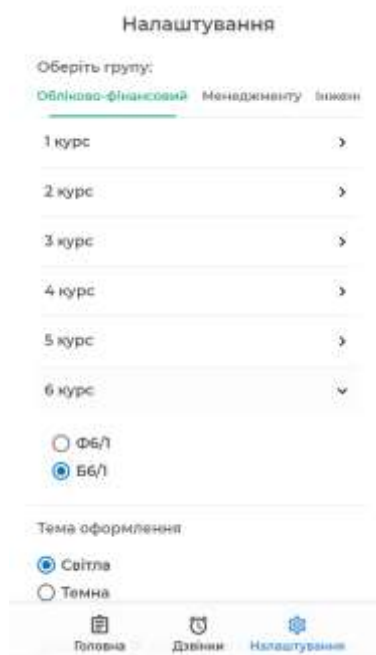 Налаштування
Оберіть групу:
Обліково-фінансовий Менеджменту Інжен
1 курс
2 курс
3 курс
4 курс
5 курс
6 курс
Ф6/1
Б6/1
Тема оформлення
Світла
Темна
Головна Дзвінки Налаштування